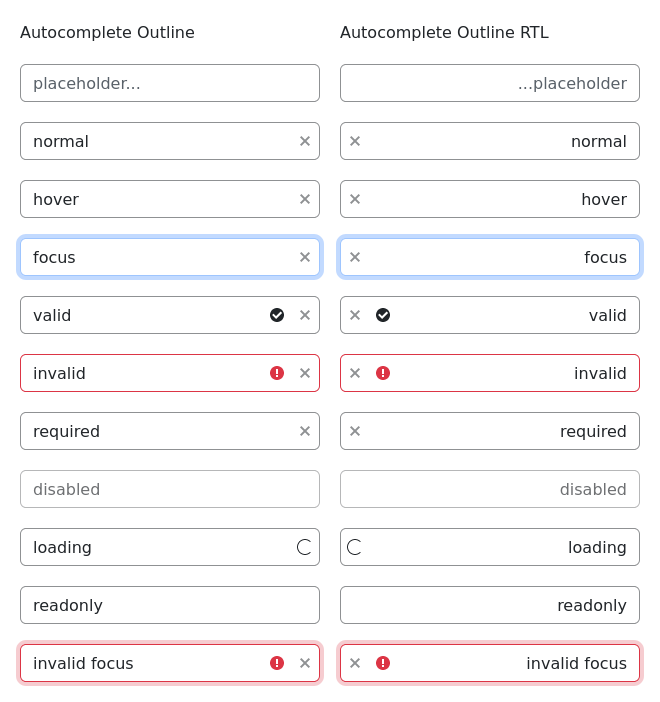 Autocomplete Outline
placeholder...
normal
hover
focus
valid
invalid
required
disabled
loading
readonly
invalid focus
Autocomplete Outline RTL
...placeholder
normal
hover
focus
valid
invalid
required
disabled
loading
readonly
invalid focus